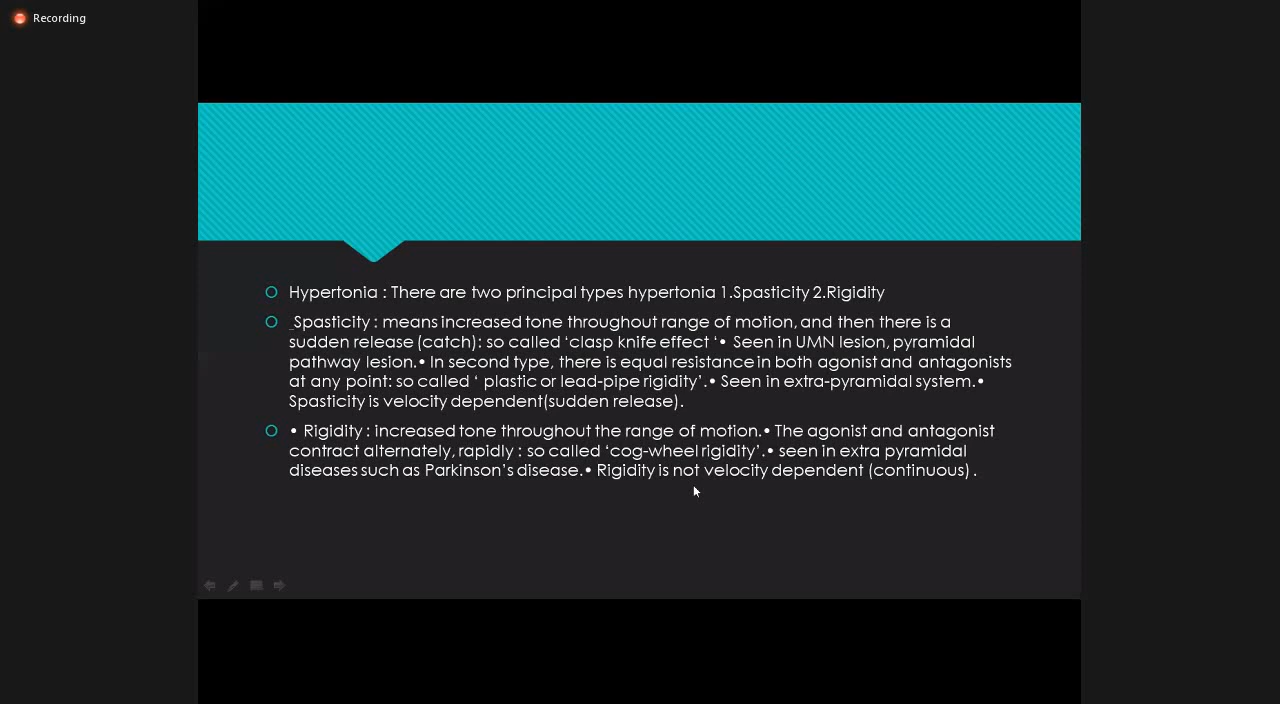 Recording
Hypertonia : There are two principal types hypertonia 1.Spasticity 2.Rigidity
_Spasticity : means increased tone throughout range of motion, and then there is a
sudden release (catch): so called ‘clasp knife effect ‘• Seen in UMN lesion, pyramidal
pathway lesion.• In second type, there is equal resistance in both agonist and antagonists
at any point: so called ‘ plastic or lead-pipe rigidity’.• Seen in extra-pyramidal system.•
Spasticity is velocity dependent(sudden release).
• Rigidity : increased tone throughout the range of motion.• The agonist and antagonist
contract alternately, rapidly : so called ‘cog-wheel rigidity’.• seen in extra pyramidal
diseases such as Parkinson’s disease.• Rigidity is not velocity dependent (continuous) .